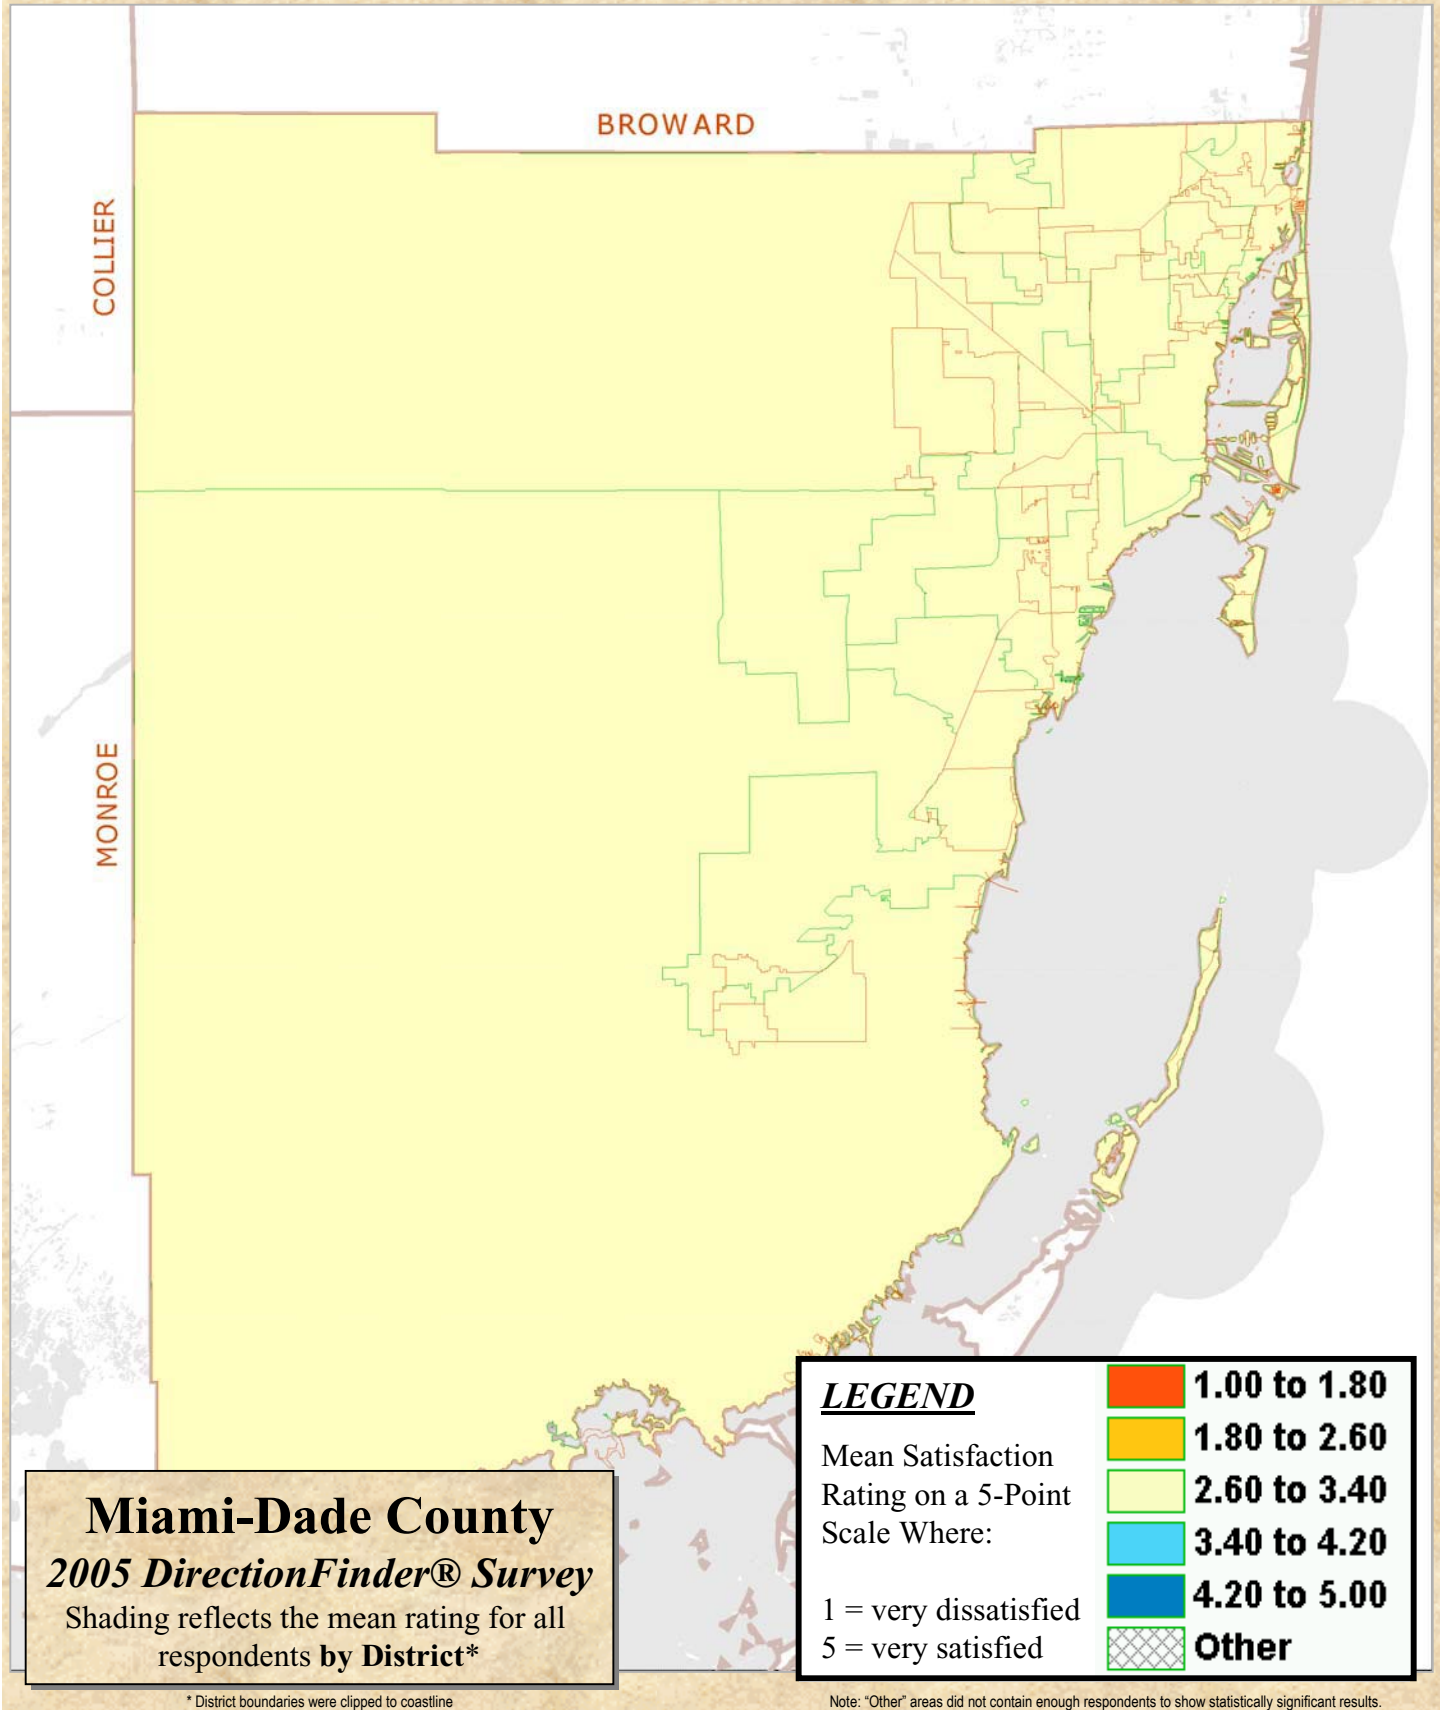 BROWARD
COLLIER
MONROE
LEGEND
Mean Satisfaction
Rating on a 5-Point
Scale Where:
1 = very dissatisfied
5 = very satisfied
1.00 to 1.80
1.80 to 2.60
2.60 to 3.40
3.40 to 4.20
4.20 to 5.00
Other
Miami-Dade County
2005 DirectionFinder® Survey
Shading reflects the mean rating for all
respondents by District*
* District boundaries were clipped to coastline
Note: “Other” areas did not contain enough respondents to show statistically significant results.